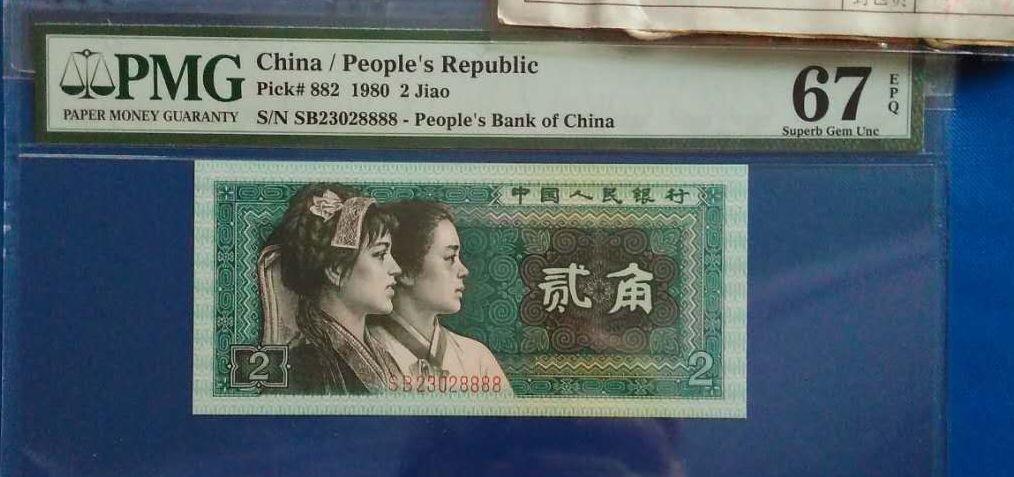 PMG
PAPER MONEY GUARANTY
China / People's Republic
Pick# 882 1980 2 Jiao
S/N SB23028888 - People's Bank of China
67
EPQ
Superb Gem Unc
中国人民银行
贰角
2
2
SB23028888